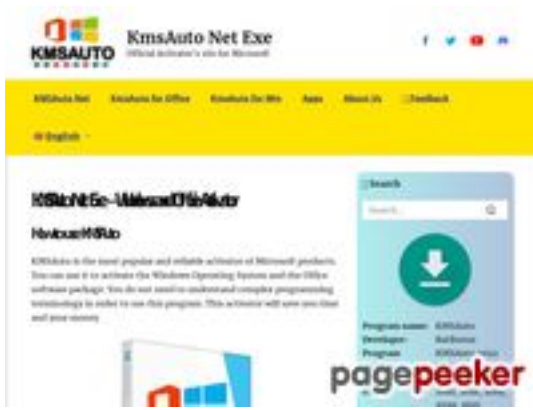 KMSAUTO
KmsAuto Net Exe
Official Activator's site for Microsoft
KMSAuto Net KmsAuto for Office KmsAuto for Win Apps About Us Feedback
English
Search
Search...
How to use KMSAuto
KMSAuto is the most popular and reliable activator of Microsoft products.
You can use it to activate the Windows Operating System and the Office
software package. You do not need to understand complex programming
terminology in order to use this program. This activator will save you time
and your money
Program name: KMSAuto
Developer: Ratiborus
Program
pagepeeker